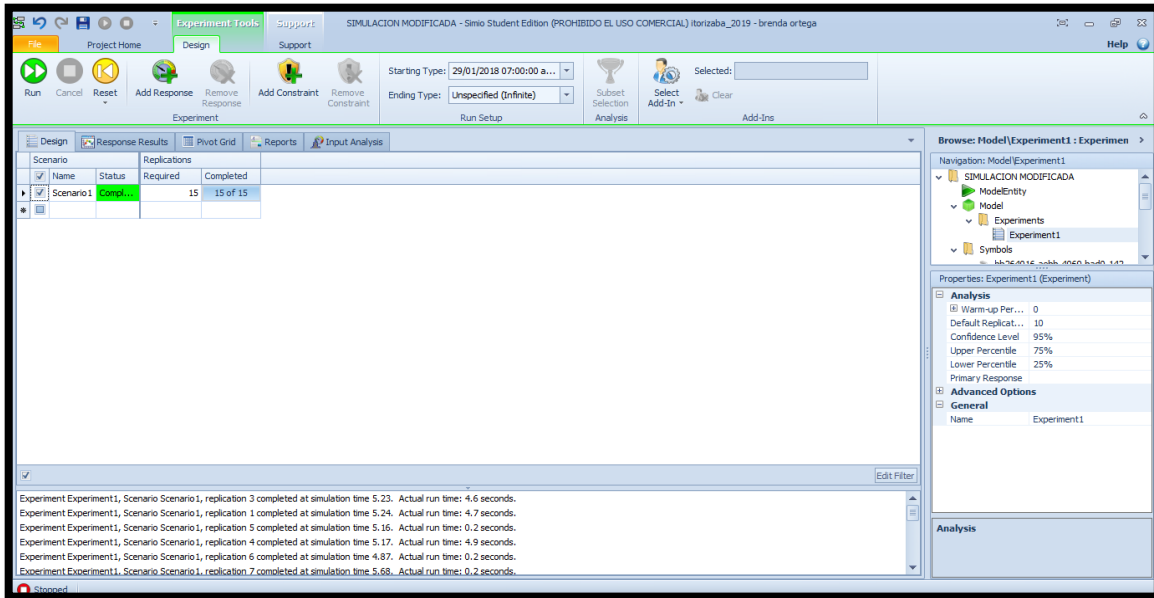 SIMULACION MODIFICADA - Simio Student Edition (PROHIBIDO EL USO COMERCIAL) itorizaba_2019 - brenda ortega
Experiment Tools
Support
File
Project Home
Design
Support
Help
Run
Cancel
Reset
Add Response
Remove Response
Add Constraint
Remove Constraint
Starting Type: 29/01/2018 07:00:00 a...
Ending Type: Unspecified (Infinite)
Subset Selection
Select Add-In
Selected:
Clear
Experiment
Run Setup
Analysis
Add-Ins
Design
Response Results
Pivot Grid
Reports
Input Analysis
Scenario
Replications
Name
Status
Required
Completed
Scenario1
Compl...
15
15 of 15
Edit Filter
Experiment Experiment1, Scenario Scenario1, replication 3 completed at simulation time 5.23. Actual run time: 4.6 seconds.
Experiment Experiment1, Scenario Scenario1, replication 1 completed at simulation time 5.24. Actual run time: 4.7 seconds.
Experiment Experiment1, Scenario Scenario1, replication 5 completed at simulation time 5.16. Actual run time: 0.2 seconds.
Experiment Experiment1, Scenario Scenario1, replication 4 completed at simulation time 5.17. Actual run time: 4.9 seconds.
Experiment Experiment1, Scenario Scenario1, replication 6 completed at simulation time 4.87. Actual run time: 0.2 seconds.
Experiment Experiment1, Scenario Scenario1, replication 7 completed at simulation time 5.68. Actual run time: 0.2 seconds.
Stopped
Browse: Model\Experiment1 : Experimen
Navigation: Model\Experiment1
SIMULACION MODIFICADA
ModelEntity
Model
Experiments
Experiment1
Symbols
Properties: Experiment1 (Experiment)
Analysis
Warm-up Per... 0
Default Replicat... 10
Confidence Level 95%
Upper Percentile 75%
Lower Percentile 25%
Primary Response
Advanced Options
General
Name Experiment1
Analysis